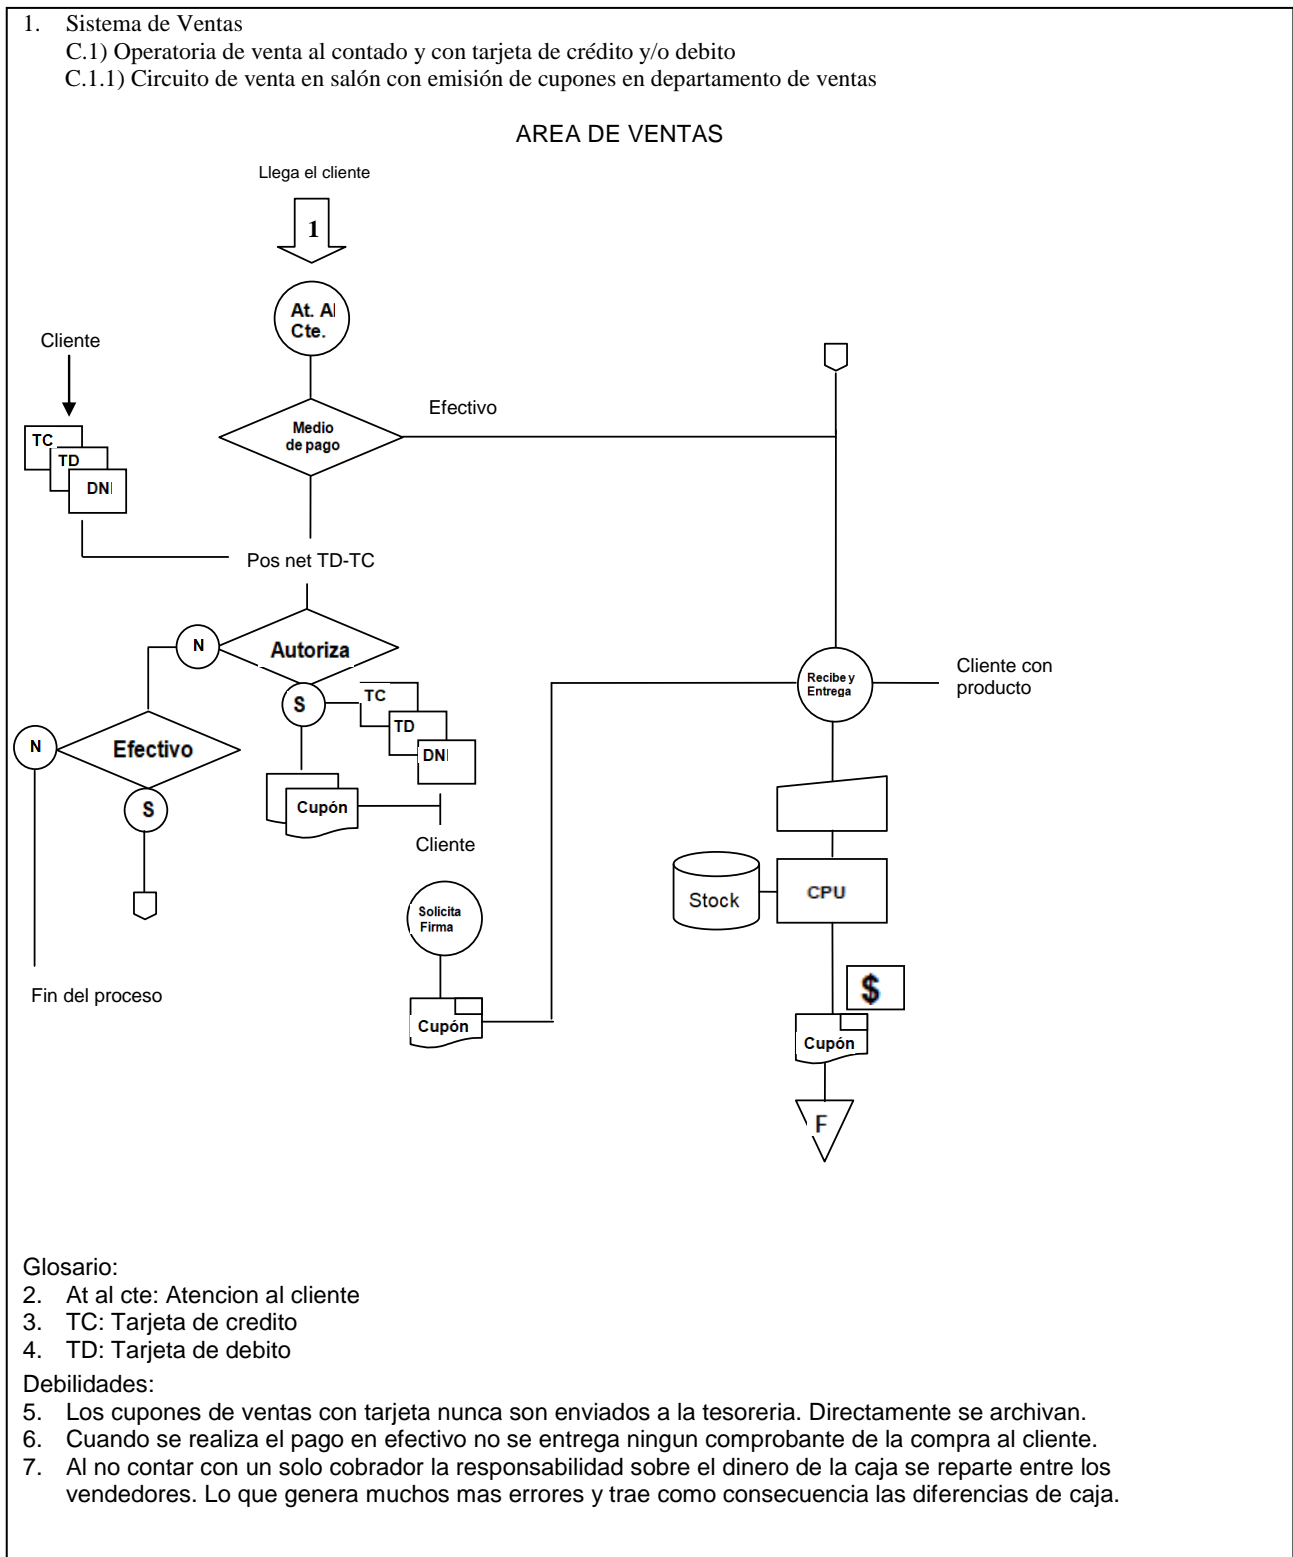 1. Sistema de Ventas
C.1) Operatoria de venta al contado y con tarjeta de crédito y/o debito
C.1.1) Circuito de venta en salón con emisión de cupones en departamento de ventas
AREA DE VENTAS
Llega el cliente
1
At. Al
Cte.
Cliente
Efectivo
Medio
de pago
TC
TD
DNI
Pos net TD-TC
N
Autoriza
S
TC
TD
DNI
Recibe y
Entrega
Cliente con
producto
N
Efectivo
S
Cupón
Cliente
Stock
CPU
Solicita
Firma
Fin del proceso
$
Cupón
Cupón
F
Glosario:
2. At al cte: Atencion al cliente
3. TC: Tarjeta de credito
4. TD: Tarjeta de debito
Debilidades:
5. Los cupones de ventas con tarjeta nunca son enviados a la tesoreria. Directamente se archivan.
6. Cuando se realiza el pago en efectivo no se entrega ningun comprobante de la compra al cliente.
7. Al no contar con un solo cobrador la responsabilidad sobre el dinero de la caja se reparte entre los
vendedores. Lo que genera muchos mas errores y trae como consecuencia las diferencias de caja.